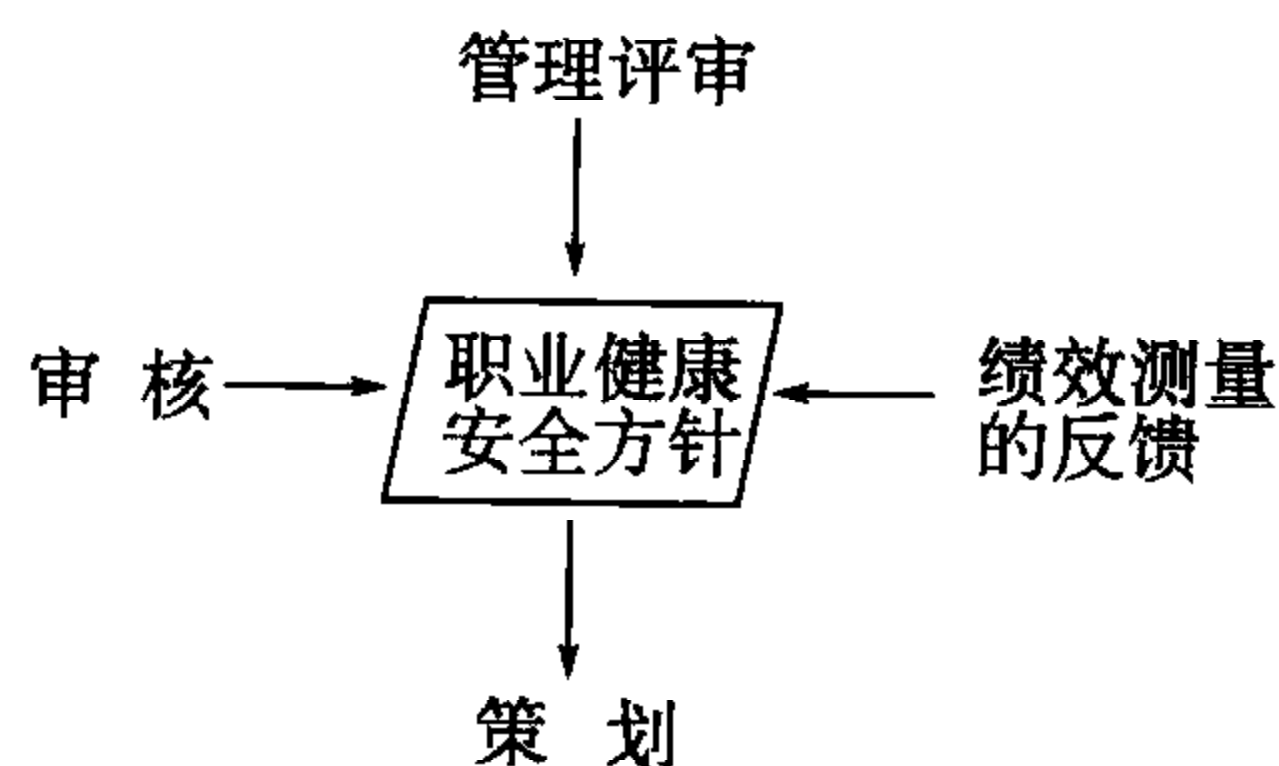 管理评审
审 核
职业健康
安全方针
绩效测量
的反馈
策 划